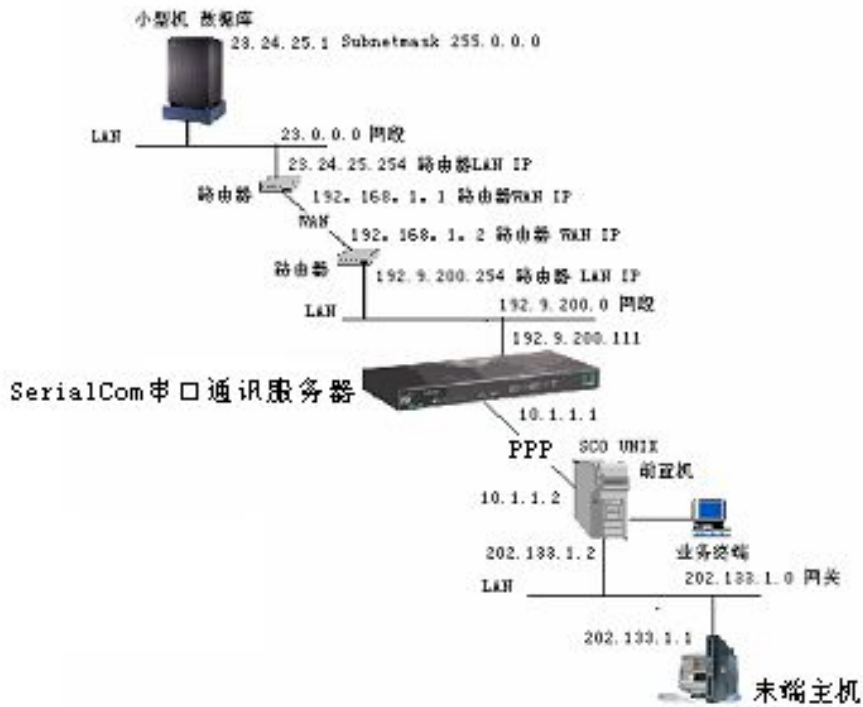 小型机 数据库
23.24.25.1 Subnetmask 255.0.0.0
LAN
23.0.0.0 网段
23.24.25.254 路由器LAN IP
路由器
192。168。1。1 路由器WAN IP
WAN
192。168。1。2 路由器 WAN IP
路由器
192.9.200.254 路由器 LAN IP
LAN
192.9.200.0 网段
192.9.200.111
SerialCom串口通讯服务器
10.1.1.1
PPP
SCO UNIX
前置机
10.1.1.2
202.133.1.2
业务终端
202.133.1.0 网关
LAN
202.133.1.1
末端主机